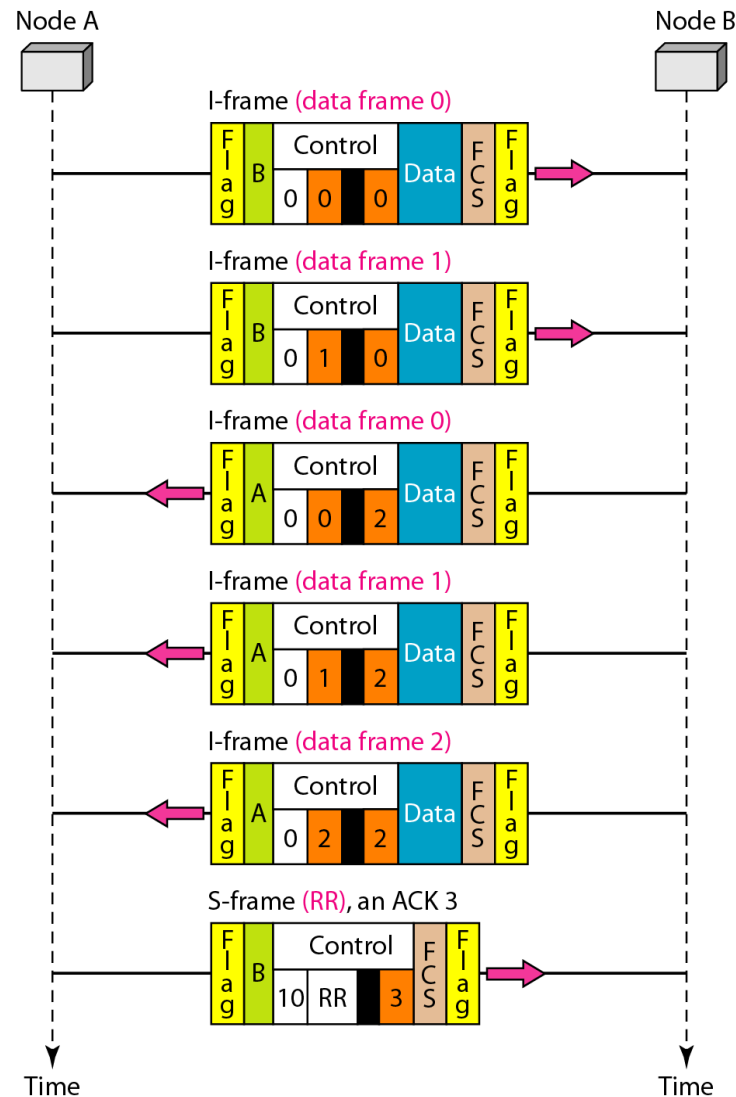 Node A
Node B
I-frame (data frame 0)
Flag B Control Data FCS Flag
0 0 0
I-frame (data frame 1)
Flag B Control Data FCS Flag
0 1 0
I-frame (data frame 0)
Flag A Control Data FCS Flag
0 0 2
I-frame (data frame 1)
Flag A Control Data FCS Flag
0 1 2
I-frame (data frame 2)
Flag A Control Data FCS Flag
0 2 2
S-frame (RR), an ACK 3
Flag B Control FCS Flag
10 RR 3
Time
Time